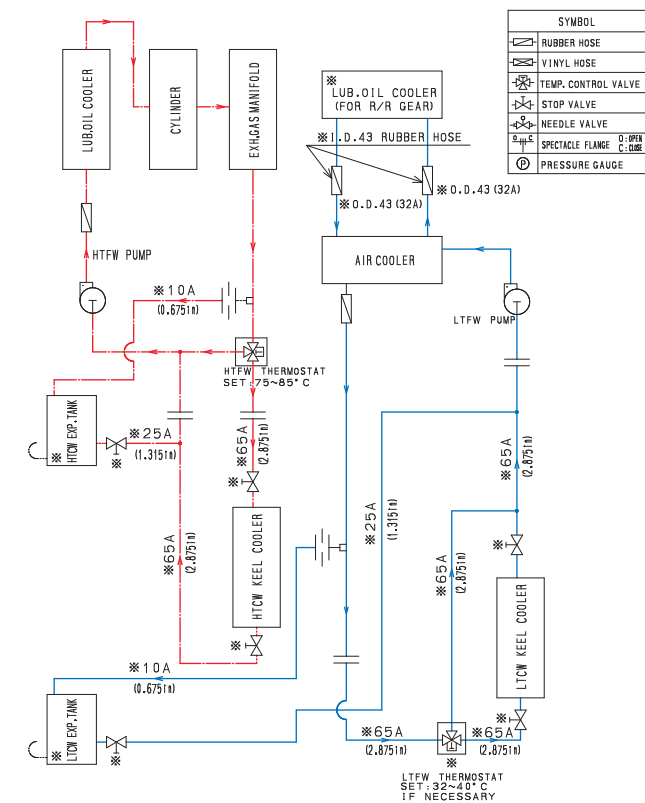 SYMBOL
RUBBER HOSE
VINYL HOSE
TEMP. CONTROL VALVE
STOP VALVE
NEEDLE VALVE
O C
SPECTACLE FLANGE
O:OPEN
C:CLOSE
P
PRESSURE GAUGE
LUB.OIL COOLER
CYLINDER
EXH.GAS MANIFOLD
※
LUB.OIL COOLER
(FOR R/R GEAR)
※I.D.43 RUBBER HOSE
※O.D.43 (32A)
※O.D.43 (32A)
AIR COOLER
HTFW PUMP
LTFW PUMP
※10A
(0.675in)
HTFW THERMOSTAT
SET:75~85°C
HTCW EXP.TANK
※
※25A
(1.315in)
※
※65A
(2.875in)
※
※65A
(2.875in)
HTCW KEEL COOLER
※
※25A
(1.315in)
※65A
(2.875in)
※65A
(2.875in)
※
LTCW KEEL COOLER
※
※10A
(0.675in)
LTCW EXP.TANK
※
※
※65A
(2.875in)
※65A
(2.875in)
※
LTFW THERMOSTAT
SET:32~40°C
IF NECESSARY